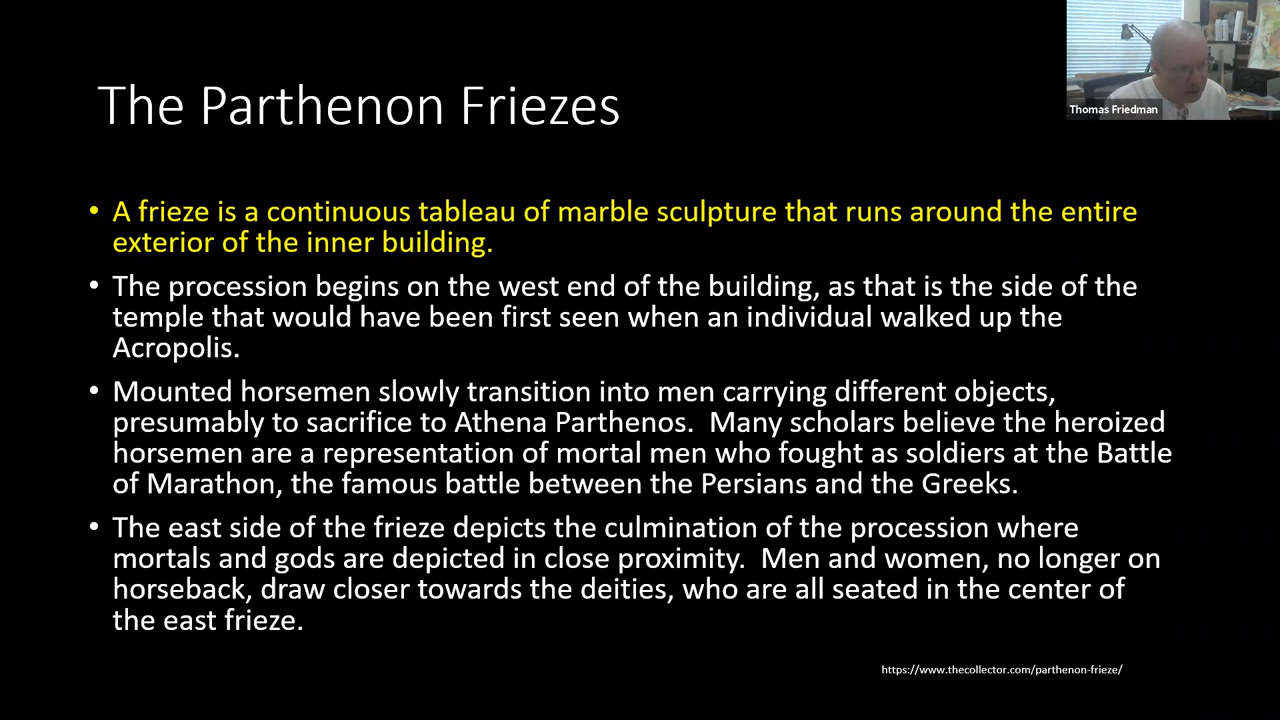 The Parthenon Friezes
Thomas Friedman
• A frieze is a continuous tableau of marble sculpture that runs around the entire
exterior of the inner building.
• The procession begins on the west end of the building, as that is the side of the
temple that would have been first seen when an individual walked up the
Acropolis.
• Mounted horsemen slowly transition into men carrying different objects,
presumably to sacrifice to Athena Parthenos.  Many scholars believe the heroized
horsemen are a representation of mortal men who fought as soldiers at the Battle
of Marathon, the famous battle between the Persians and the Greeks.
• The east side of the frieze depicts the culmination of the procession where
mortals and gods are depicted in close proximity.  Men and women, no longer on
horseback, draw closer towards the deities, who are all seated in the center of
the east frieze.
https://www.thecollector.com/parthenon-frieze/